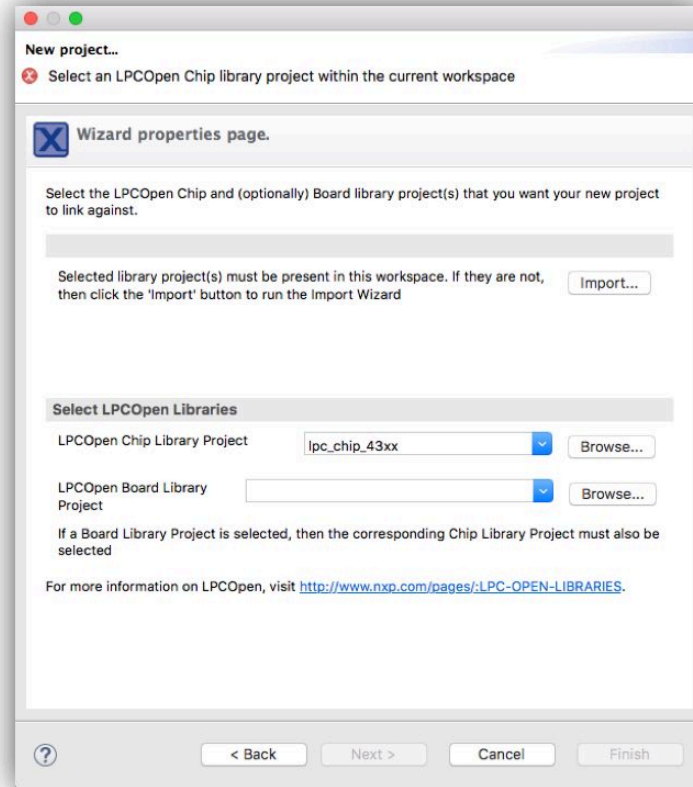 New project...
Select an LPCOpen Chip library project within the current workspace
Wizard properties page.
Select the LPCOpen Chip and (optionally) Board library project(s) that you want your new project
to link against.
Selected library project(s) must be present in this workspace. If they are not,
then click the 'Import' button to run the Import Wizard
Import...
Select LPCOpen Libraries
LPCOpen Chip Library Project
lpc_chip_43xx
Browse...
LPCOpen Board Library
Project
Browse...
If a Board Library Project is selected, then the corresponding Chip Library Project must also be
selected
For more information on LPCOpen, visit http://www.nxp.com/pages/:LPC-OPEN-LIBRARIES.
? < Back Next > Cancel Finish